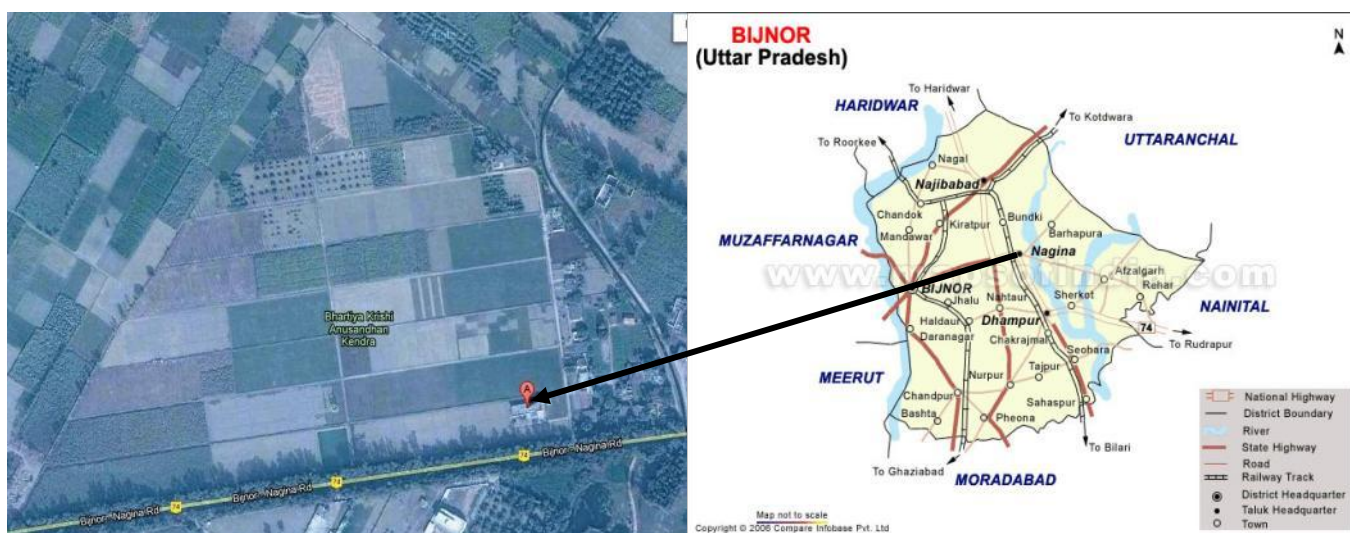 Bhartiya Krishi
Anusandhan
Kendra
A
Bijnor - Nagina Rd
74
Bijnor - Nagina Rd
74
74
Bijnor - Nagina Rd
BIJNOR
(Uttar Pradesh)
N
To Haridwar
HARIDWAR
To Kotdwara
UTTARANCHAL
To Roorkee
Nagal
Najibabad
Chandok
Mandawar
Kiratpur
Bundki
Barhapura
MUZAFFARNAGAR
Nagina
Afzalgarh
Rehar
BIJNOR
Jhalu
Nahtaur
Sherkot
NAINITAL
Haldaur
Dhampur
74
Daranagar
Chakrajmal
To Rudrapur
Seohara
MEERUT
Nurpur
Tajpur
Chandpur
Sahaspur
Bashta
Pheona
To Bilari
To Ghaziabad
MORADABAD
National Highway
District Boundary
River
State Highway
Road
Railway Track
District Headquarter
Taluk Headquarter
Town
Map not to scale
Copyright © 2006 Compare Infobase Pvt. Ltd